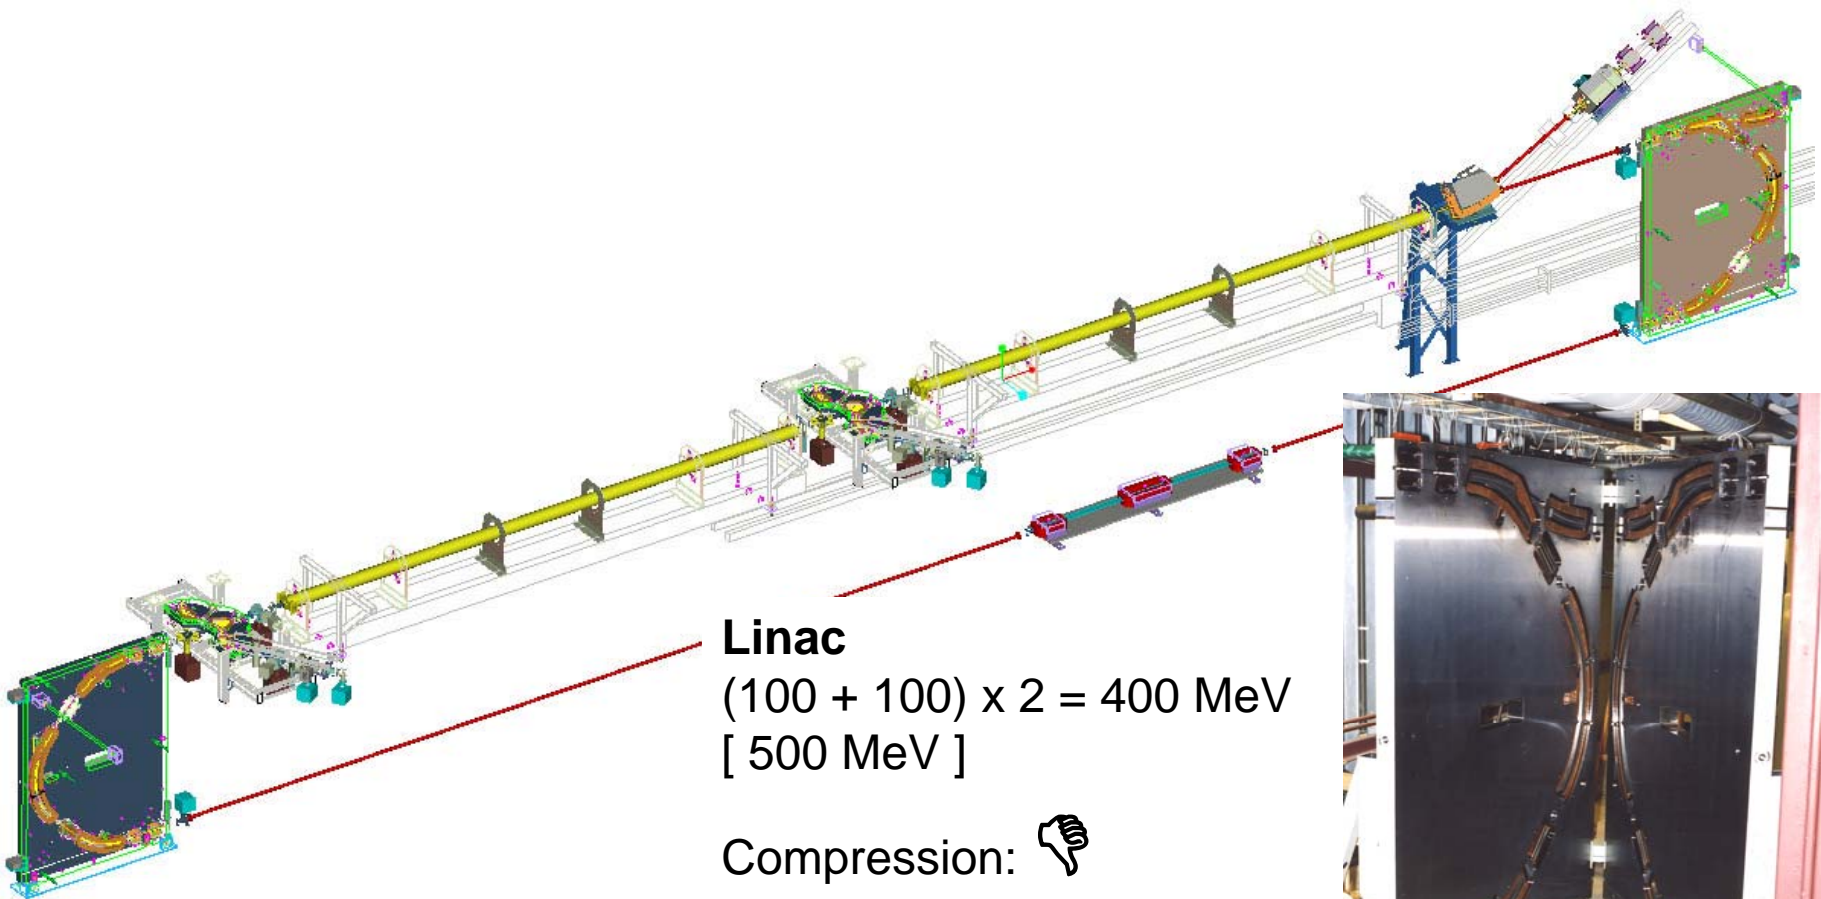 Linac
(100 + 100) x 2 = 400 MeV
[ 500 MeV ]
Compression: